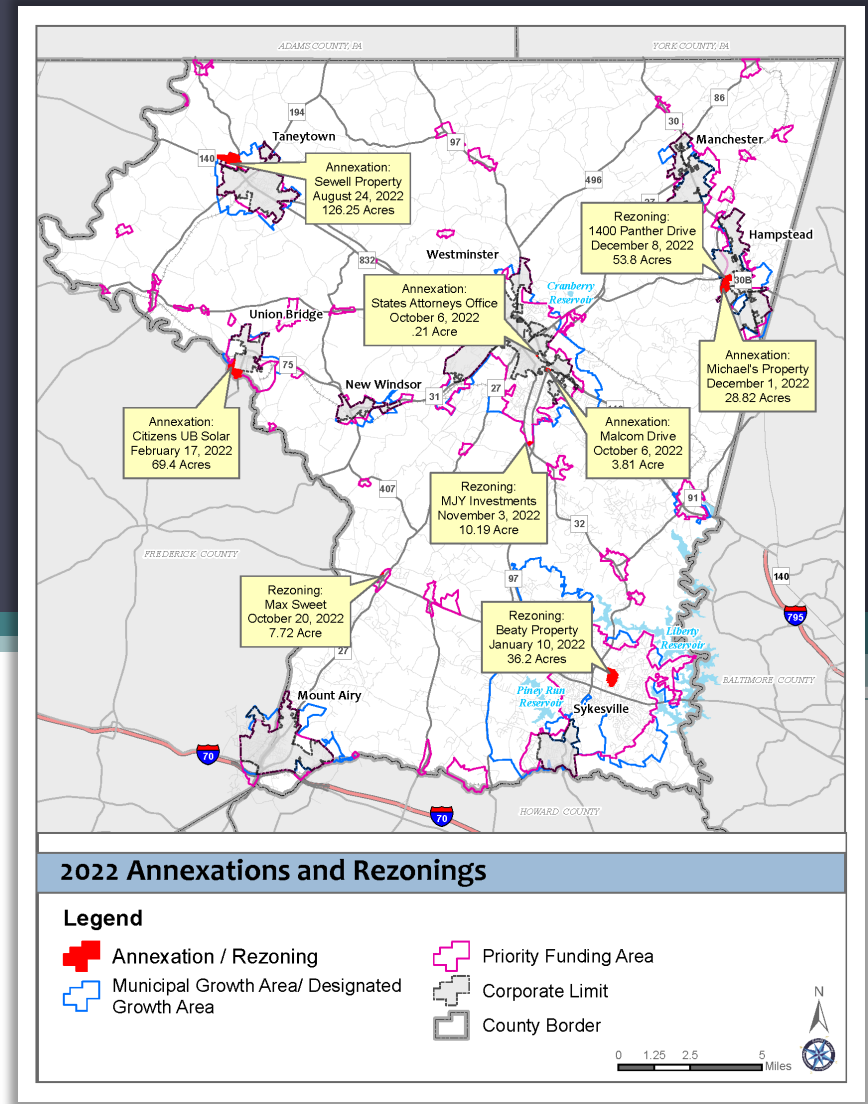 ADAMS COUNTY, PA
YORK COUNTY, PA
86
194
30
Taneytown
97
Manchester
140
Annexation:
Sewell Property
August 24, 2022
126.25 Acres
496
27
Rezoning:
1400 Panther Drive
December 8, 2022
53.8 Acres
Hampstead
832
Westminster
30B
Annexation:
States Attorneys Office
October 6, 2022
.21 Acre
Cranberry
Reservoir
Union Bridge
75
Annexation:
Michael's Property
December 1, 2022
28.82 Acres
New Windsor
31
27
Annexation:
Citizens UB Solar
February 17, 2022
69.4 Acres
Annexation:
Malcom Drive
October 6, 2022
3.81 Acre
Rezoning:
MJY Investments
November 3, 2022
10.19 Acre
407
91
32
FREDERICK COUNTY
97
140
Rezoning:
Max Sweet
October 20, 2022
7.72 Acre
795
Rezoning:
Beaty Property
January 10, 2022
36.2 Acres
Liberty
Reservoir
27
BALTIMORE COUNTY
Mount Airy
Piney Run
Reservoir
Sykesville
70
70
HOWARD COUNTY
2022 Annexations and Rezonings
Legend
Annexation / Rezoning
Municipal Growth Area/ Designated
Growth Area
Priority Funding Area
Corporate Limit
County Border
N
0 1.25 2.5 5
Miles